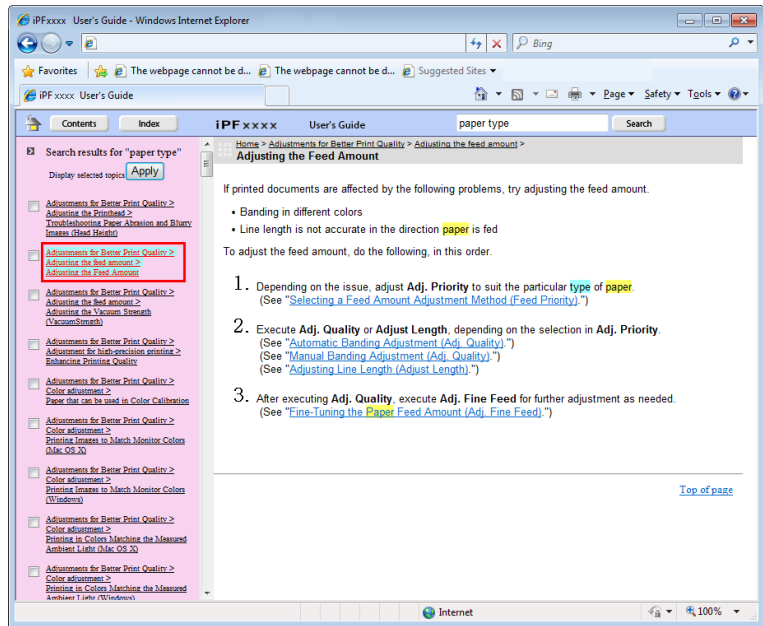 iPFxxxx User's Guide - Windows Internet Explorer
Bing
Favorites The webpage cannot be d... The webpage cannot be d... Suggested Sites
iPF xxxx User's Guide Page Safety Tools
Contents Index iPF xxxx User's Guide paper type Search
Search results for "paper type"
Display selected topics Apply
Adjustments for Better Print Quality >
Adjusting the Printhead >
Troubleshooting Paper Abrasion and Blurry
Images (Head Height)
Adjustments for Better Print Quality >
Adjusting the feed amount >
Adjusting the Feed Amount
Adjustments for Better Print Quality >
Adjusting the feed amount >
Adjusting the Vacuum Strength
(VacuumStrngth)
Adjustments for Better Print Quality >
Adjustment for high-precision printing >
Enhancing Printing Quality
Adjustments for Better Print Quality >
Color adjustment >
Paper that can be used in Color Calibration
Adjustments for Better Print Quality >
Color adjustment >
Printing Images to Match Monitor Colors
(Mac OS X)
Adjustments for Better Print Quality >
Color adjustment >
Printing Images to Match Monitor Colors
(Windows)
Adjustments for Better Print Quality >
Color adjustment >
Printing in Colors Matching the Measured
Ambient Light (Mac OS X)
Adjustments for Better Print Quality >
Color adjustment >
Printing in Colors Matching the Measured
Ambient Light (Windows)
Home > Adjustments for Better Print Quality > Adjusting the feed amount >
Adjusting the Feed Amount
If printed documents are affected by the following problems, try adjusting the feed amount.
• Banding in different colors
• Line length is not accurate in the direction paper is fed
To adjust the feed amount, do the following, in this order.
1. Depending on the issue, adjust Adj. Priority to suit the particular type of paper.
(See "Selecting a Feed Amount Adjustment Method (Feed Priority).")
2. Execute Adj. Quality or Adjust Length, depending on the selection in Adj. Priority.
(See "Automatic Banding Adjustment (Adj. Quality).")
(See "Manual Banding Adjustment (Adj. Quality).")
(See "Adjusting Line Length (Adjust Length).")
3. After executing Adj. Quality, execute Adj. Fine Feed for further adjustment as needed.
(See "Fine-Tuning the Paper Feed Amount (Adj. Fine Feed).")
Top of page
Internet 100%